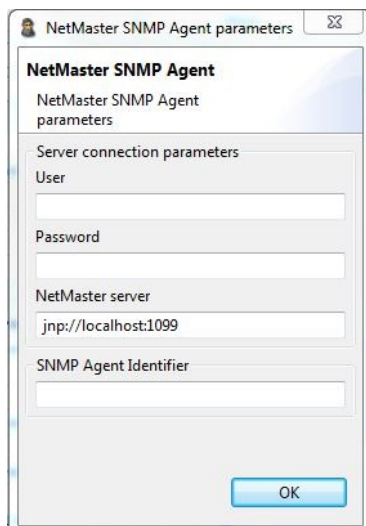 NetMaster SNMP Agent parameters
NetMaster SNMP Agent
NetMaster SNMP Agent
parameters
Server connection parameters
User
Password
NetMaster server
jnp://localhost:1099
SNMP Agent Identifier
OK